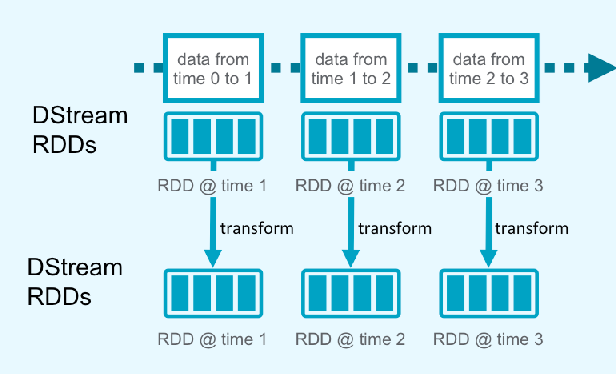 data from
time 0 to 1
data from
time 1 to 2
data from
time 2 to 3
DStream
RDDs
RDD @ time 1
RDD @ time 2
RDD @ time 3
transform
transform
transform
DStream
RDDs
RDD @ time 1
RDD @ time 2
RDD @ time 3